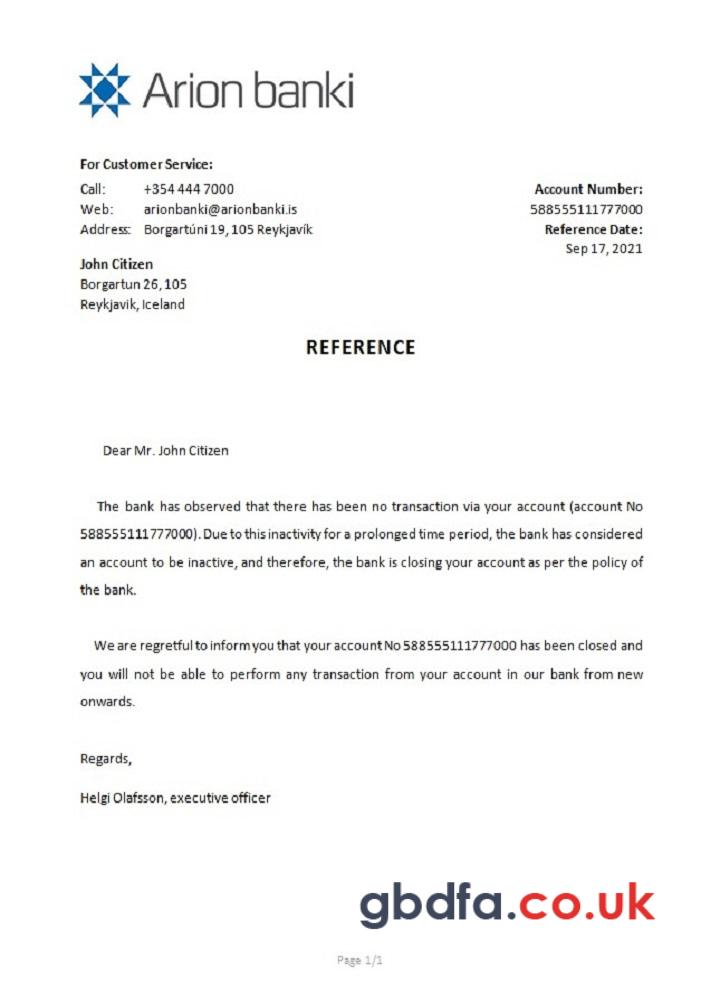 Arion banki
For Customer Service:
Call: +354 444 7000
Web: arionbanki@arionbanki.is
Address: Borgartúni 19, 105 Reykjavík
Account Number:
588555111777000
Reference Date:
Sep 17, 2021
John Citizen
Borgartun 26, 105
Reykjavik, Iceland
REFERENCE
Dear Mr. John Citizen
The bank has observed that there has been no transaction via your account (account No
588555111777000). Due to this inactivity for a prolonged time period, the bank has considered
an account to be inactive, and therefore, the bank is closing your account as per the policy of
the bank.
We are regretful to inform you that your account No 588555111777000 has been closed and
you will not be able to perform any transaction from your account in our bank from new
onwards.
Regards,
Helgi Olafsson, executive officer
gbdfa.co.uk
Page 1/1